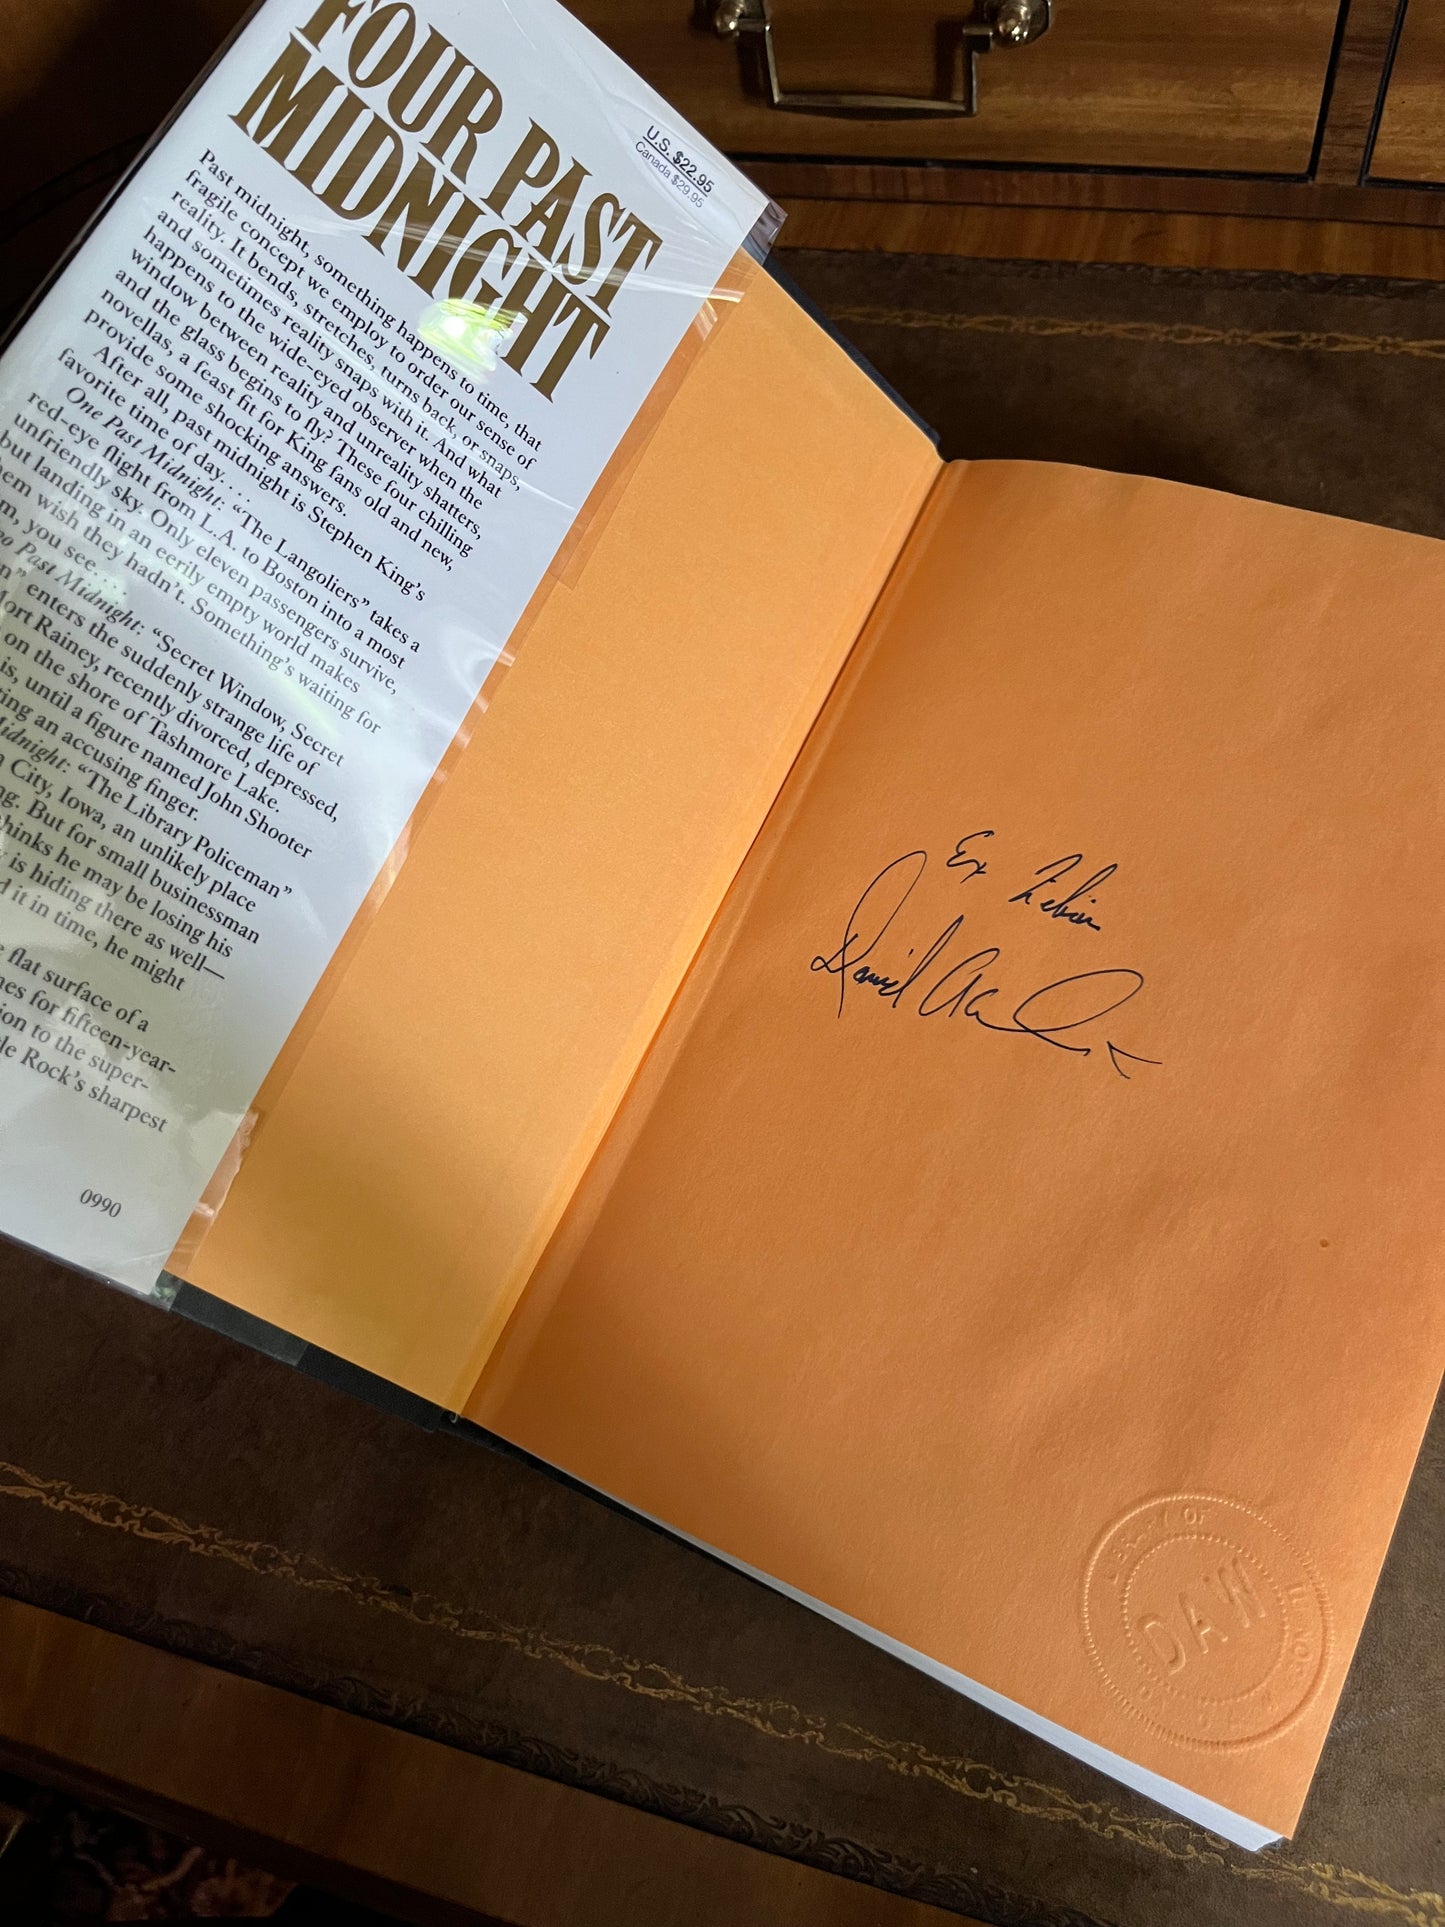 FOUR PAST
MIDNIGHT
U.S. $22.95
Canada $29.95
Past midnight, something happens to time, that
fragile concept we employ to order our sense of
reality. It bends, stretches, turns back, or snaps,
and sometimes reality snaps with it. And what
happens to the wide-eyed observer when the
window between reality and unreality shatters,
and the glass begins to fly? These four chilling
novellas, a feast fit for King fans old and new,
provide some shocking answers.
After all, past midnight is Stephen King's
favorite time of day. . . .
One Past Midnight: "The Langoliers" takes a
red-eye flight from L.A. to Boston into a most
unfriendly sky. Only eleven passengers survive,
but landing in an eerily empty world makes
them wish they hadn't. Something's waiting for
m, you see. . .
Past Midnight: "Secret Window, Secret
n" enters the suddenly strange life of
Mort Rainey, recently divorced, depressed,
on the shore of Tashmore Lake.
is, until a figure named John Shooter
ting an accusing finger.
Midnight: "The Library Policeman"
City, Iowa, an unlikely place
ng. But for small businessman
thinks he may be losing his
y is hiding there as well—
d it in time, he might
e flat surface of a
mes for fifteen-year-
ion to the super-
le Rock's sharpest
0990
Ex
David
LIBRARY OF
DAW